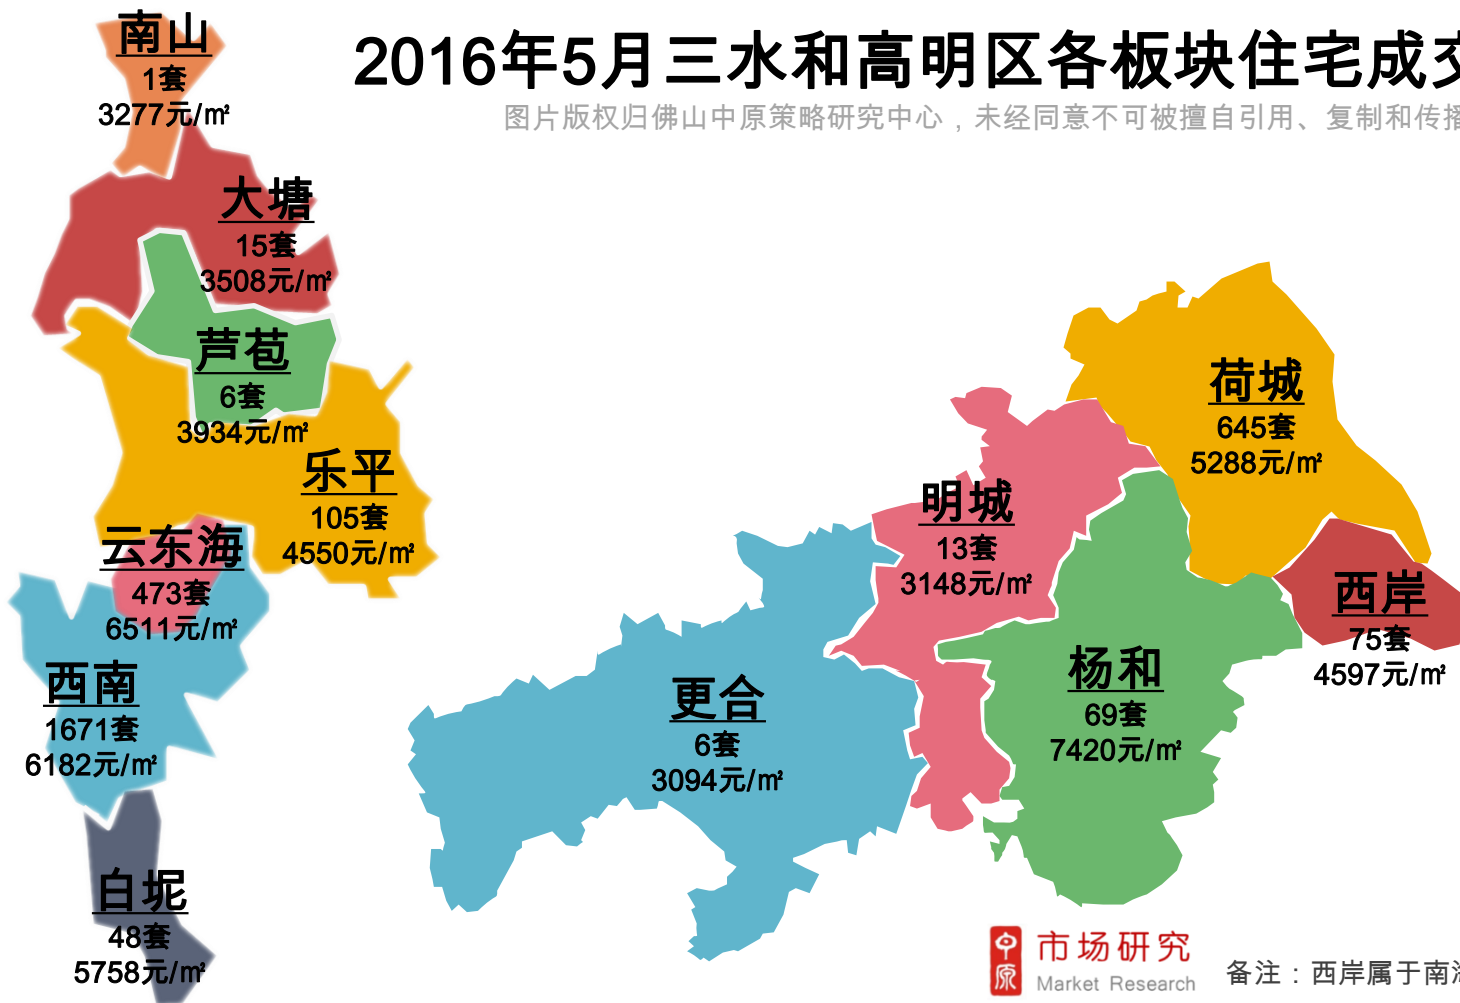 2016年5月三水和高明区各板块住宅成交
图片版权归佛山中原策略研究中心，未经同意不可被擅自引用、复制和传播
南山
1套
3277元/㎡
大塘
15套
3508元/㎡
芦苞
6套
3934元/㎡
乐平
105套
4550元/㎡
云东海
473套
6511元/㎡
西南
1671套
6182元/㎡
白坭
48套
5758元/㎡
荷城
645套
5288元/㎡
明城
13套
3148元/㎡
西岸
75套
4597元/㎡
杨和
69套
7420元/㎡
更合
6套
3094元/㎡
中原
市场研究
Market Research
备注：西岸属于南海